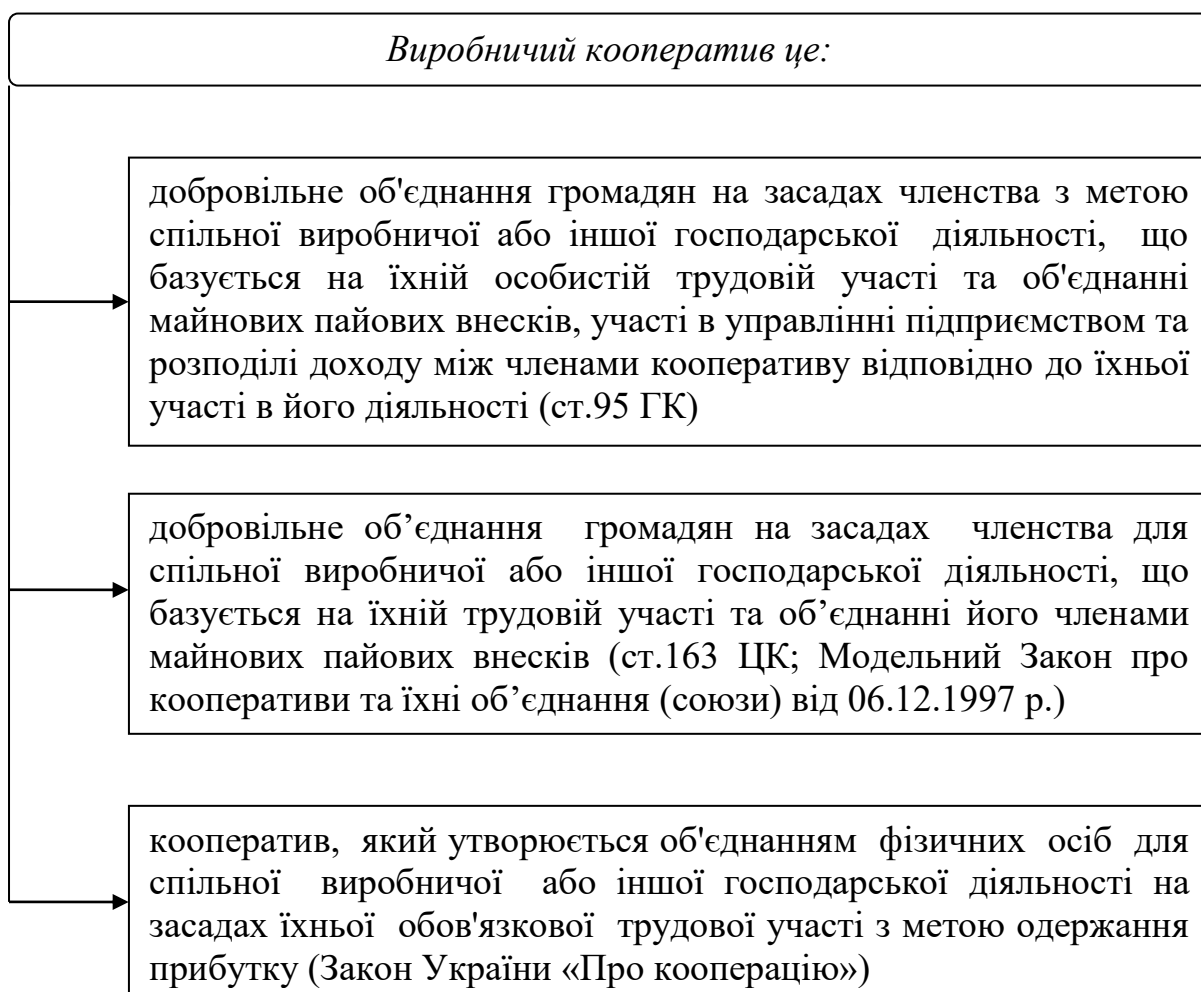 Виробничий кооператив це:
добровільне об'єднання громадян на засадах членства з метою
спільної виробничої або іншої господарської діяльності, що
базується на їхній особистій трудовій участі та об'єднанні
майнових пайових внесків, участі в управлінні підприємством та
розподілі доходу між членами кооперативу відповідно до їхньої
участі в його діяльності (ст.95 ГК)
добровільне об’єднання громадян на засадах членства для
спільної виробничої або іншої господарської діяльності, що
базується на їхній трудовій участі та об’єднанні його членами
майнових пайових внесків (ст.163 ЦК; Модельний Закон про
кооперативи та їхні об’єднання (союзи) від 06.12.1997 р.)
кооператив, який утворюється об'єднанням фізичних осіб для
спільної виробничої або іншої господарської діяльності на
засадах їхньої обов'язкової трудової участі з метою одержання
прибутку (Закон України «Про кооперацію»)